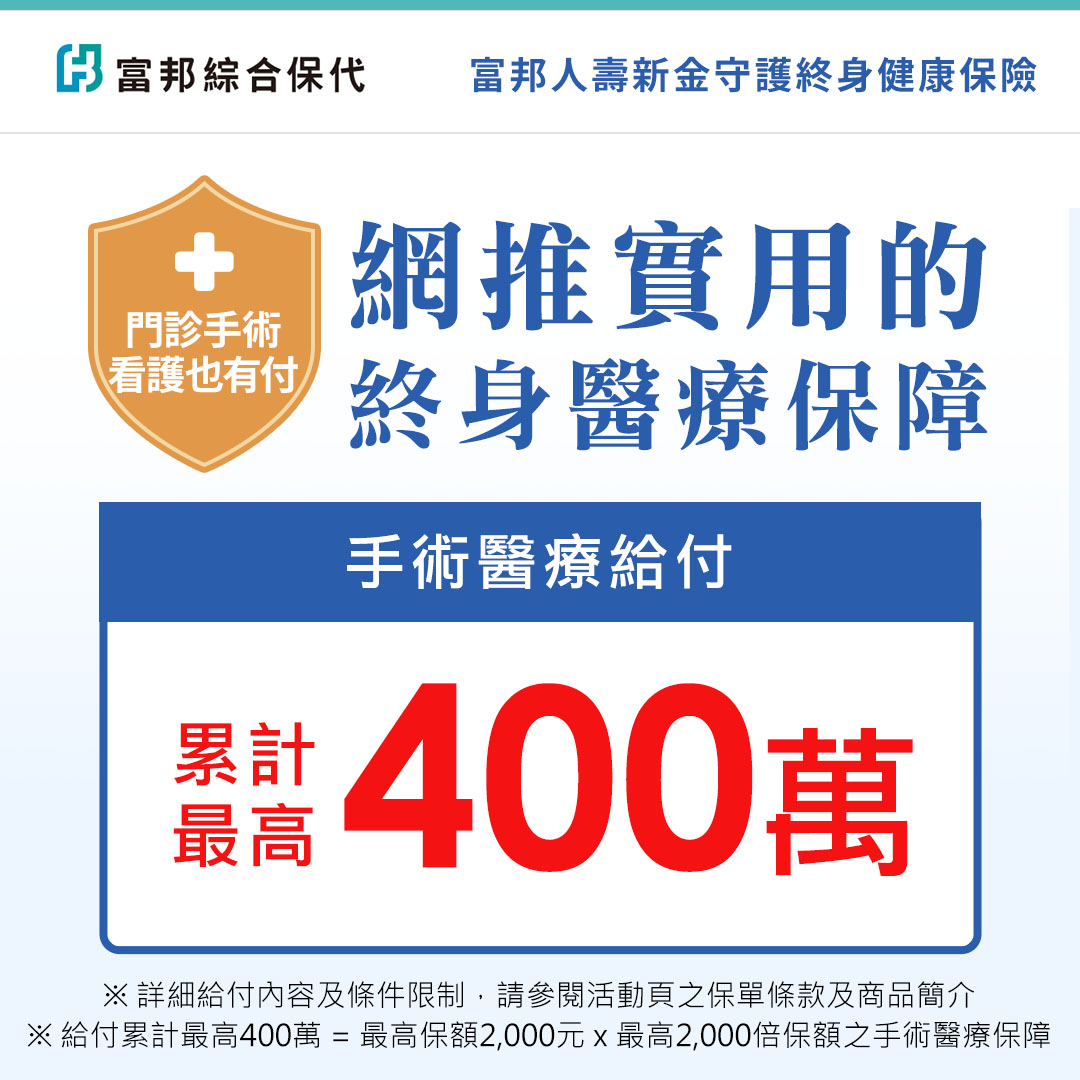 富邦綜合保代
富邦人壽新金守護終身健康保險
門診手術
看護也有付
網推實用的
終身醫療保障
手術醫療給付
累計
最高
400萬
※ 詳細給付內容及條件限制，請參閱活動頁之保單條款及商品簡介
※ 給付累計最高400萬 = 最高保額2,000元 x 最高2,000倍保額之手術醫療保障